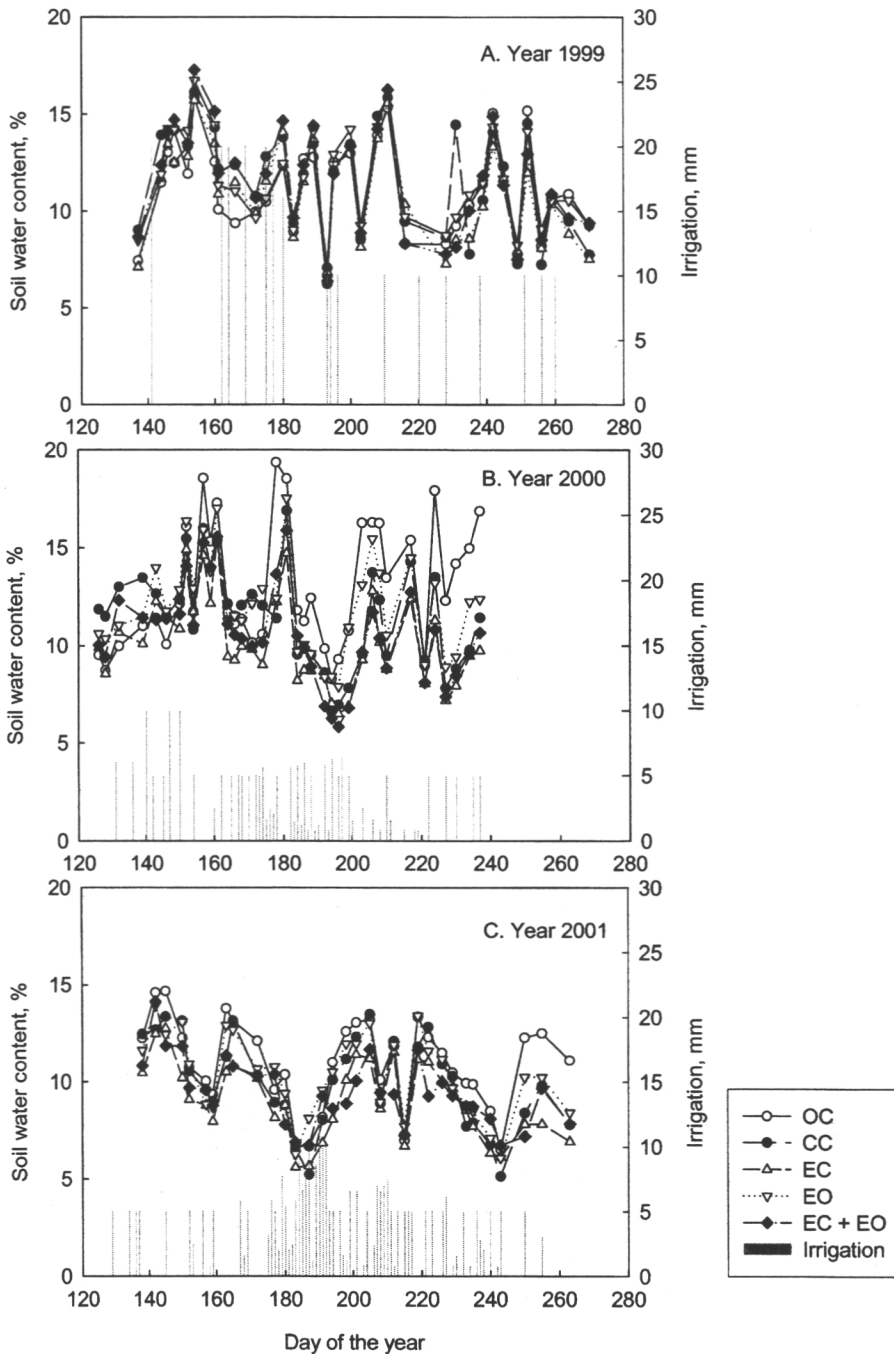 A. Year 1999
Soil water content, %
Irrigation, mm
20
15
10
5
0
30
25
20
15
10
5
0
120 140 160 180 200 220 240 260 280
B. Year 2000
Soil water content, %
Irrigation, mm
20
15
10
5
0
30
25
20
15
10
5
0
120 140 160 180 200 220 240 260 280
C. Year 2001
Soil water content, %
Irrigation, mm
20
15
10
5
0
30
25
20
15
10
5
0
120 140 160 180 200 220 240 260 280
Day of the year
OC
CC
EC
EO
EC + EO
Irrigation